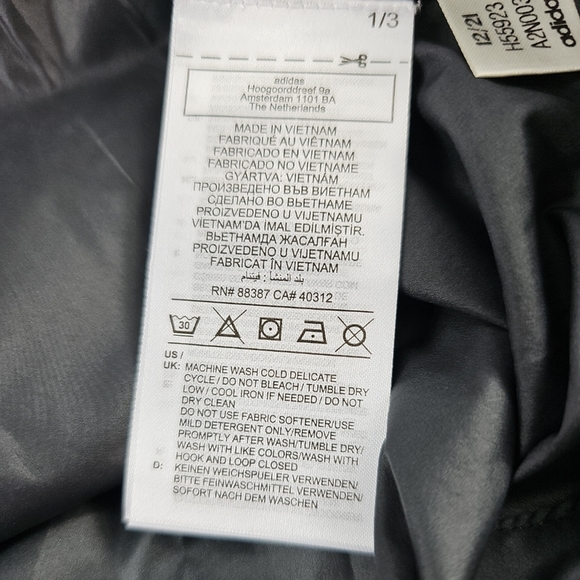 1/3
adidas
Hoogoorddreef 9a
Amsterdam 1101 BA
The Netherlands
MADE IN VIETNAM
FABRIQUÉ AU VIÊTNAM
FABRICADO EN VIETNAM
FABRICADO NO VIETNAME
GYÁRTVA: VIETNÁM
ПРОИЗВЕДЕНО ВЪВ ВИЕТНАМ
СДЕЛАНО ВО ВЬЕТНАМЕ
PROIZVEDENO U VIJETNAMU
VIETNAM'DA IMAL EDILMIŞTIR.
ВЬЕТНАМДА ЖАСАЛҒАН
PROIZVEDENO U VIJETNAMU
FABRICAT ÎN VIETNAM
بلد المنشأ: فيتنام
RN# 88387 CA# 40312
30
US /
UK: MACHINE WASH COLD DELICATE
CYCLE / DO NOT BLEACH / TUMBLE DRY
LOW / COOL IRON IF NEEDED / DO NOT
DRY CLEAN
DO NOT USE FABRIC SOFTENER/USE
MILD DETERGENT ONLY/REMOVE
PROMPTLY AFTER WASH/TUMBLE DRY/
WASH WITH LIKE COLORS/WASH WITH
HOOK AND LOOP CLOSED
D: KEINEN WEICHSPUELER VERWENDEN/
BITTE FEINWASCHMITTEL VERWENDEN/
SOFORT NACH DEM WASCHEN
12/21
H55923
A2N003
adidas